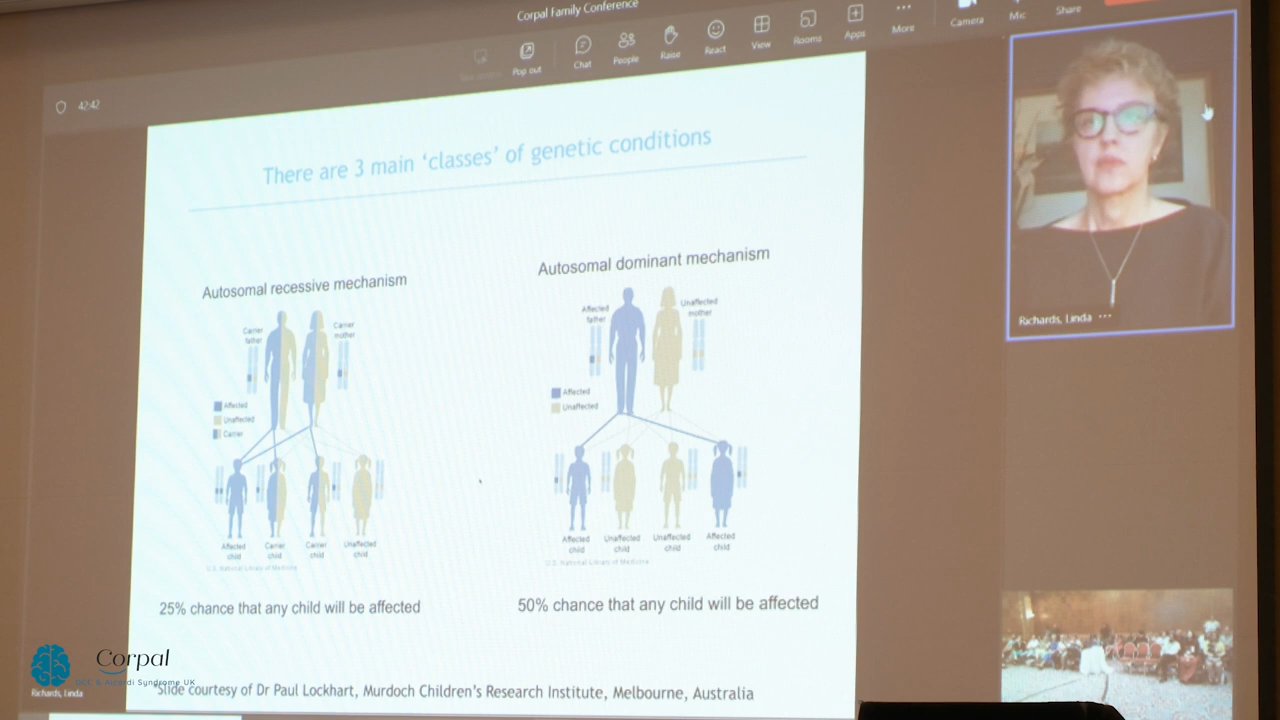 Corpal Family Conference
Pop out
Chat
People
Raise
React
View
Rooms
Apps
More
Camera
Mic
Share
42:42
There are 3 main ‘classes’ of genetic conditions
Autosomal recessive mechanism
Carrier father
Carrier mother
Affected
Unaffected
Carrier
Affected child
Carrier child
Carrier child
Unaffected child
U.S. National Library of Medicine
25% chance that any child will be affected
Autosomal dominant mechanism
Affected father
Unaffected mother
Affected
Unaffected
Affected child
Unaffected child
Unaffected child
Affected child
U.S. National Library of Medicine
50% chance that any child will be affected
Richards, Linda
Corpal
Aicardi Syndrome UK
Richards, Linda
*Slide courtesy of Dr Paul Lockhart, Murdoch Children’s Research Institute, Melbourne, Australia